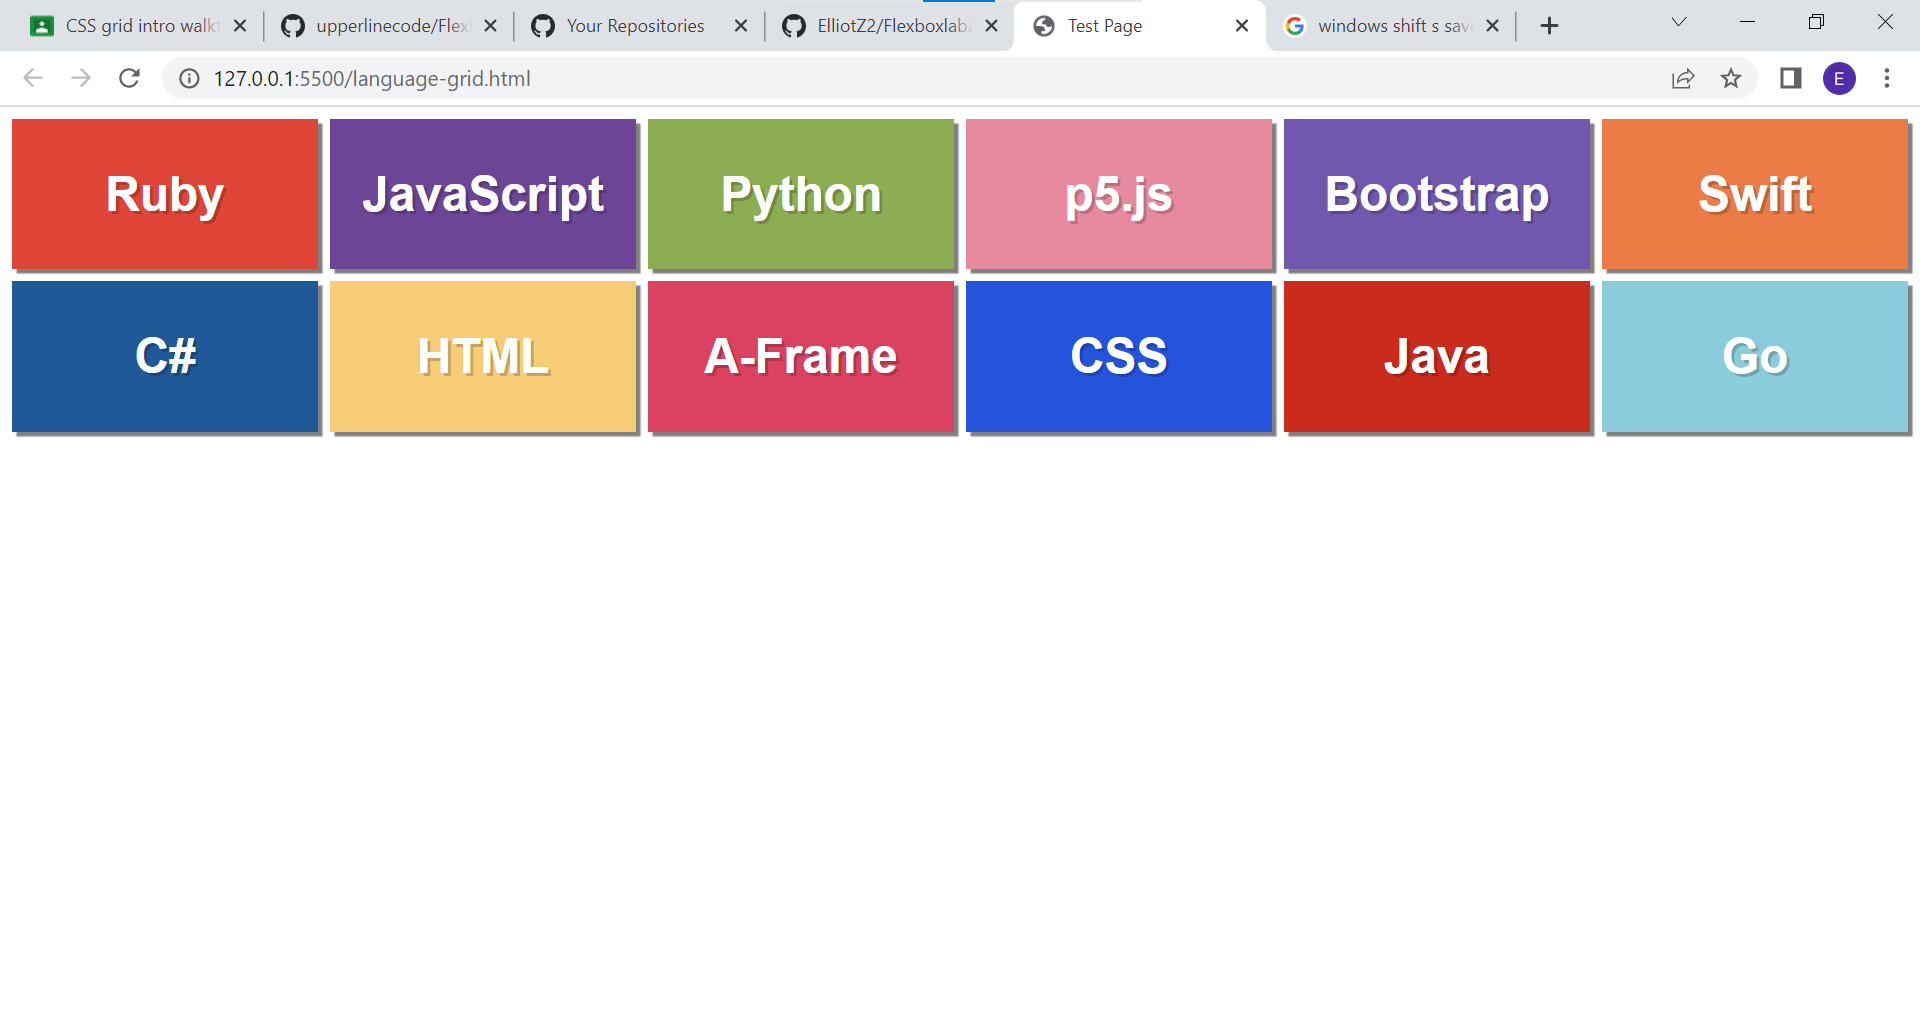 CSS grid intro walkt
upperlinecode/Flex
Your Repositories
ElliotZ2/Flexboxlab
Test Page
windows shift s sav
127.0.0.1:5500/language-grid.html
E
Ruby JavaScript Python p5.js Bootstrap Swift
C# HTML A-Frame CSS Java Go